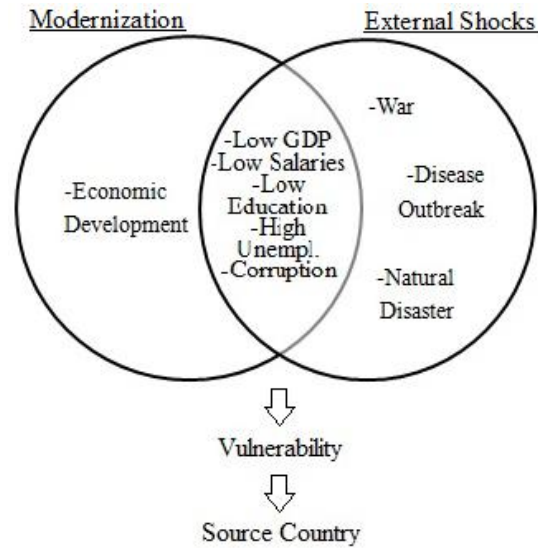 Modernization
External Shocks
-Economic
Development
-Low GDP
-Low Salaries
-Low
Education
-High
Unempl.
-Corruption
-War
-Disease
Outbreak
-Natural
Disaster
Vulnerability
Source Country